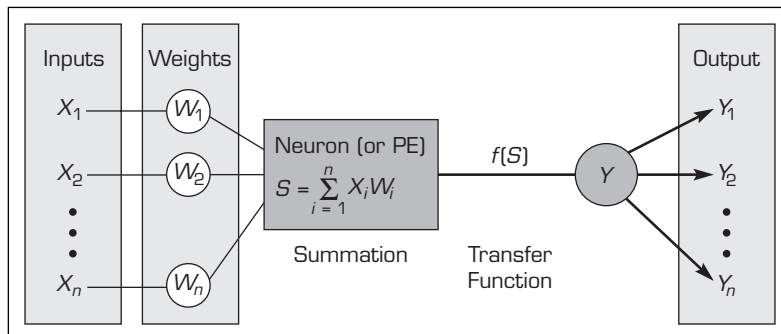 Inputs
Weights
Output
X1
W1
Y1
Neuron (or PE)
f(S)
X2
W2
S = n∑i = 1 XiWi
Y
Y2
Summation
Transfer
Function
Xn
Wn
Yn